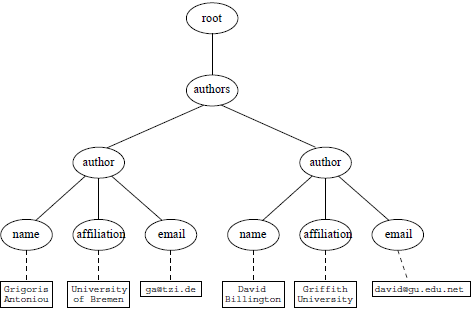 root
authors
author author
name affiliation email name affiliation email
Grigoris University ga@tzi.de David Griffith david@gu.edu.net
Antoniou of Bremen Billington University